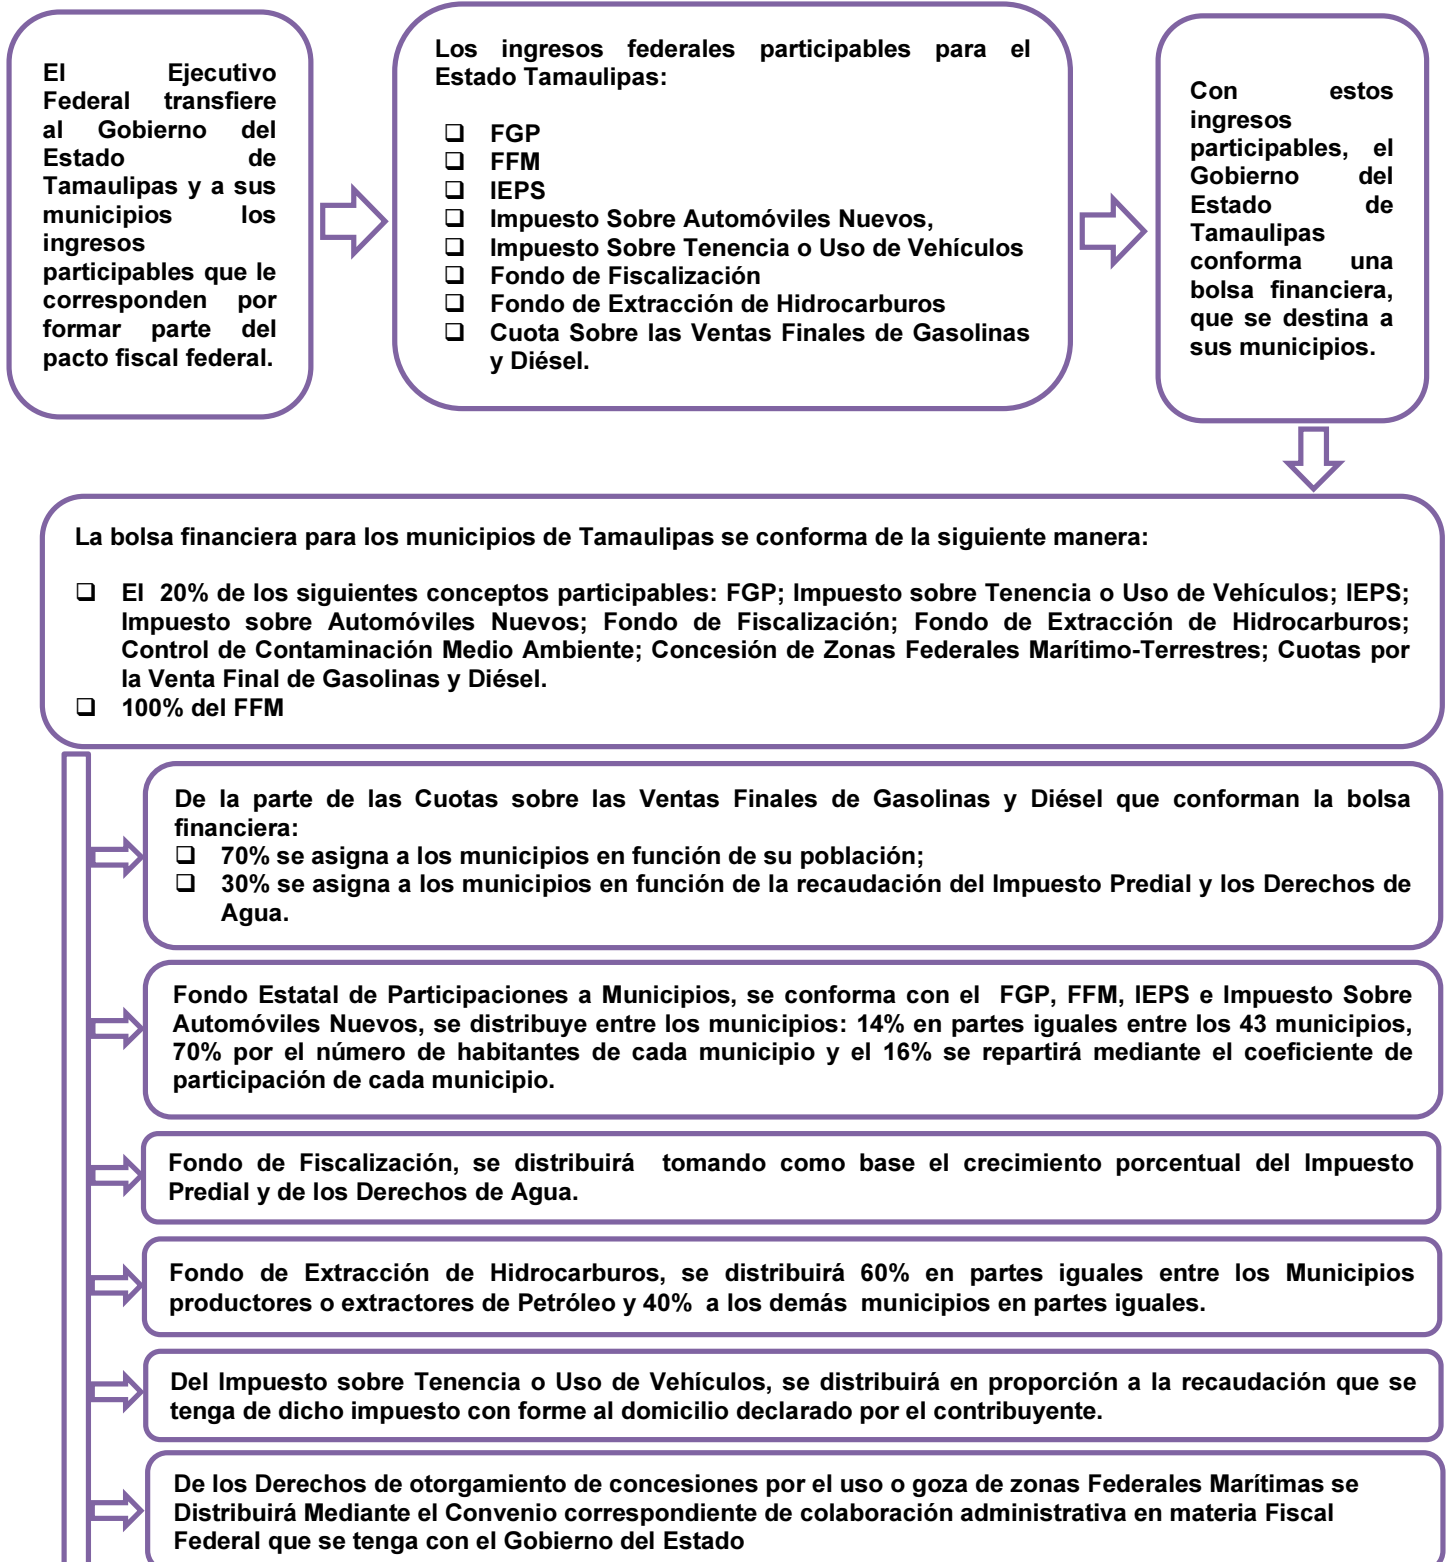 El Ejecutivo
Federal transfiere
al Gobierno del
Estado de
Tamaulipas y a sus
municipios los
ingresos
participables que le
corresponden por
formar parte del
pacto fiscal federal.
Los ingresos federales participables para el
Estado Tamaulipas:
❑ FGP
❑ FFM
❑ IEPS
❑ Impuesto Sobre Automóviles Nuevos,
❑ Impuesto Sobre Tenencia o Uso de Vehículos
❑ Fondo de Fiscalización
❑ Fondo de Extracción de Hidrocarburos
❑ Cuota Sobre las Ventas Finales de Gasolinas
y Diésel.
Con estos
ingresos
participables, el
Gobierno del
Estado de
Tamaulipas
conforma una
bolsa financiera,
que se destina a
sus municipios.
La bolsa financiera para los municipios de Tamaulipas se conforma de la siguiente manera:
❑ El 20% de los siguientes conceptos participables: FGP; Impuesto sobre Tenencia o Uso de Vehículos; IEPS;
Impuesto sobre Automóviles Nuevos; Fondo de Fiscalización; Fondo de Extracción de Hidrocarburos;
Control de Contaminación Medio Ambiente; Concesión de Zonas Federales Marítimo-Terrestres; Cuotas por
la Venta Final de Gasolinas y Diésel.
❑ 100% del FFM
De la parte de las Cuotas sobre las Ventas Finales de Gasolinas y Diésel que conforman la bolsa
financiera:
❑ 70% se asigna a los municipios en función de su población;
❑ 30% se asigna a los municipios en función de la recaudación del Impuesto Predial y los Derechos de
Agua.
Fondo Estatal de Participaciones a Municipios, se conforma con el FGP, FFM, IEPS e Impuesto Sobre
Automóviles Nuevos, se distribuye entre los municipios: 14% en partes iguales entre los 43 municipios,
70% por el número de habitantes de cada municipio y el 16% se repartirá mediante el coeficiente de
participación de cada municipio.
Fondo de Fiscalización, se distribuirá tomando como base el crecimiento porcentual del Impuesto
Predial y de los Derechos de Agua.
Fondo de Extracción de Hidrocarburos, se distribuirá 60% en partes iguales entre los Municipios
productores o extractores de Petróleo y 40% a los demás municipios en partes iguales.
Del Impuesto sobre Tenencia o Uso de Vehículos, se distribuirá en proporción a la recaudación que se
tenga de dicho impuesto con forme al domicilio declarado por el contribuyente.
De los Derechos de otorgamiento de concesiones por el uso o goza de zonas Federales Marítimas se
Distribuirá Mediante el Convenio correspondiente de colaboración administrativa en materia Fiscal
Federal que se tenga con el Gobierno del Estado